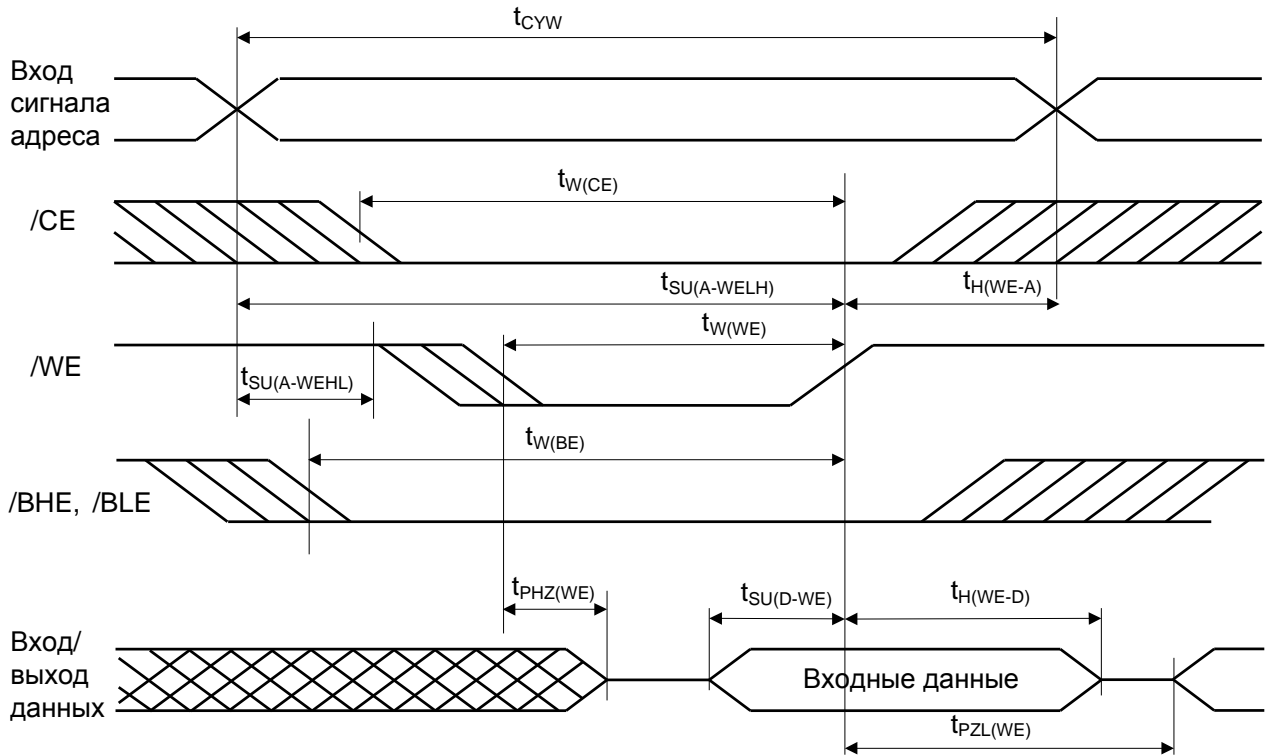 tCYW
Вход
сигнала
адреса
tW(CE)
/CE
tSU(A-WELH)
tH(WE-A)
tW(WE)
/WE
tSU(A-WEHL)
tW(BE)
/BHE, /BLE
tPHZ(WE)
tSU(D-WE)
tH(WE-D)
Вход/
выход
данных
Входные данные
tPZL(WE)